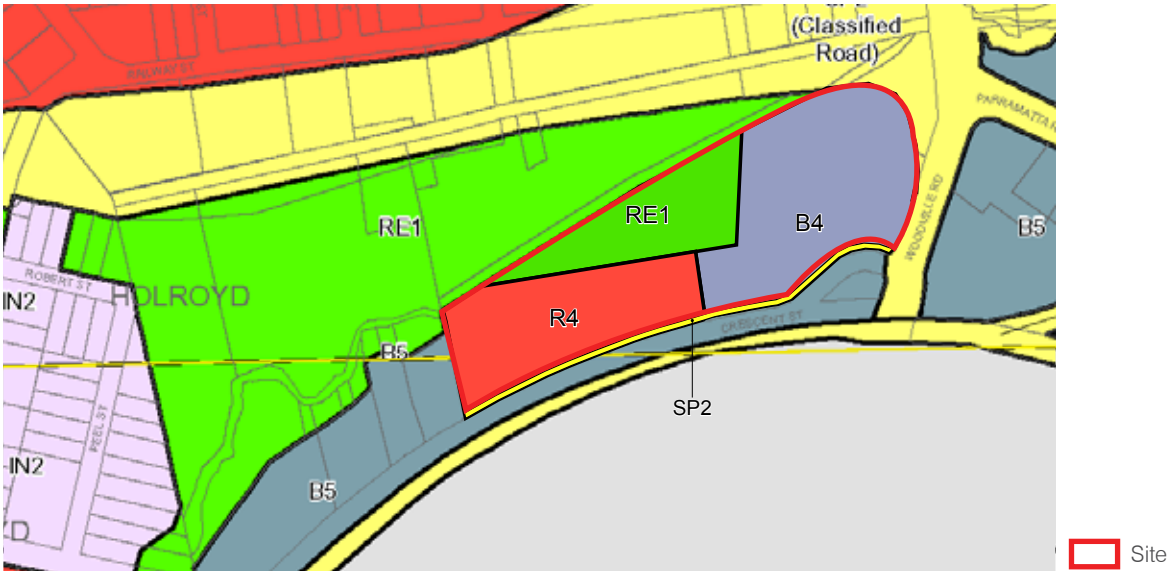 (Classified
Road)
RAILWAY ST
PARRAMATTA R
RE1
RE1
B4
WOODVILLE RD
B5
ROBERT ST
IN2
HOLROYD
R4
CRESCENT ST
B5
SP2
PEEL ST
IN2
B5
YD
Site